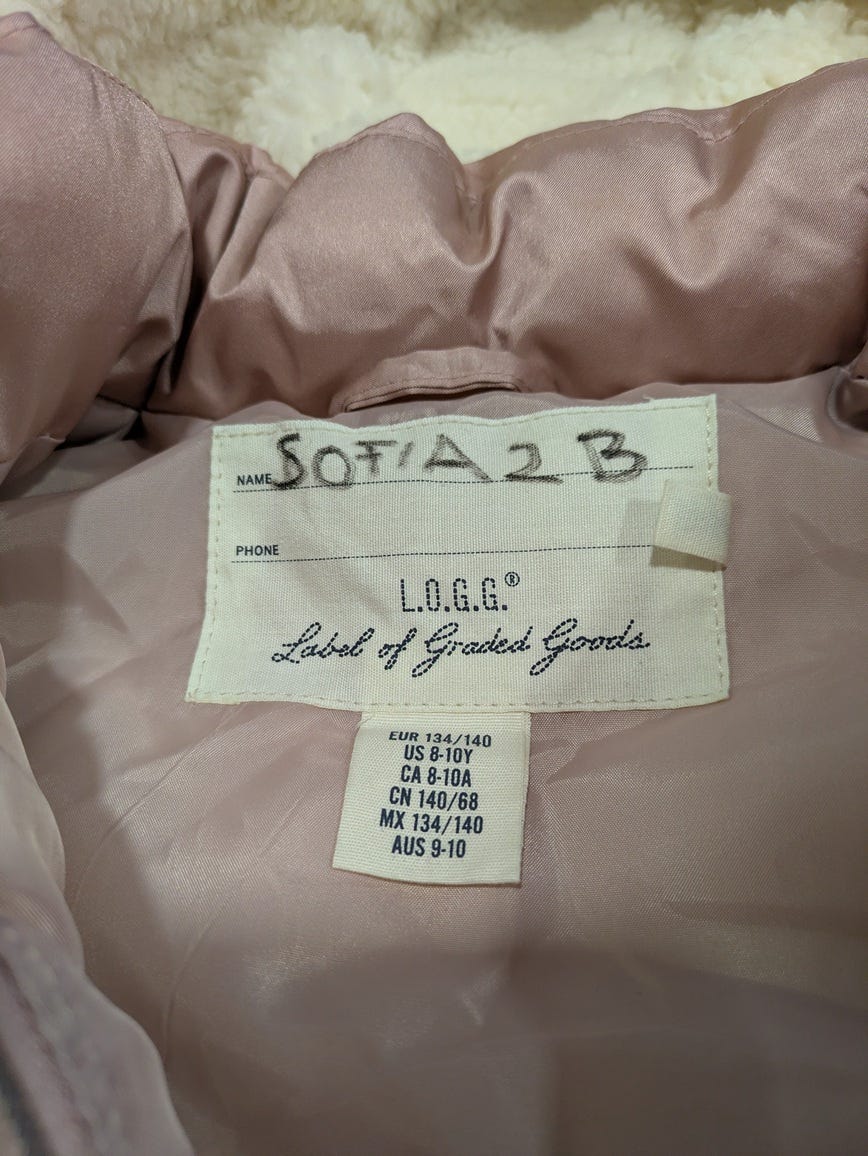 NAME SOFIA 2 B
PHONE
L.O.G.G.®
Label of Graded Goods
EUR 134/140
US 8-10Y
CA 8-10A
CN 140/68
MX 134/140
AUS 9-10